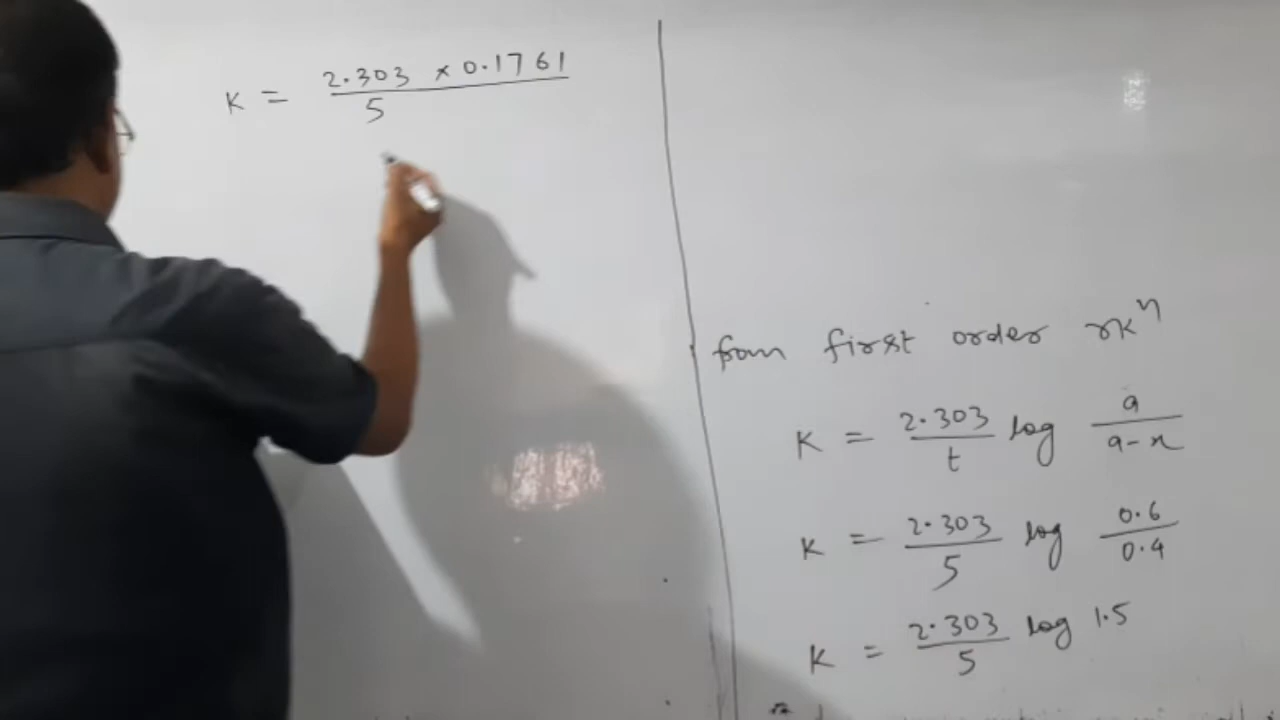 K = 2.303 × 0.1761 / 5
from first order rkⁿ
K = 2.303 / t log a / a-x
K = 2.303 / 5 log 0.6 / 0.4
K = 2.303 / 5 log 1.5